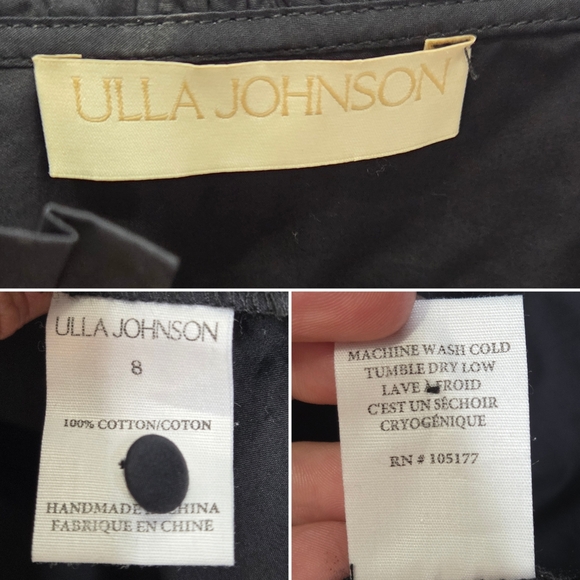 ULLA JOHNSON
ULLA JOHNSON
8
100% COTTON/COTON
HANDMADE CHINA
FABRIQUE EN CHINE
MACHINE WASH COLD
TUMBLE DRY LOW
LAVE FROID
C'EST UN SÉCHOIR
CRYOGÉNIQUE
RN # 105177